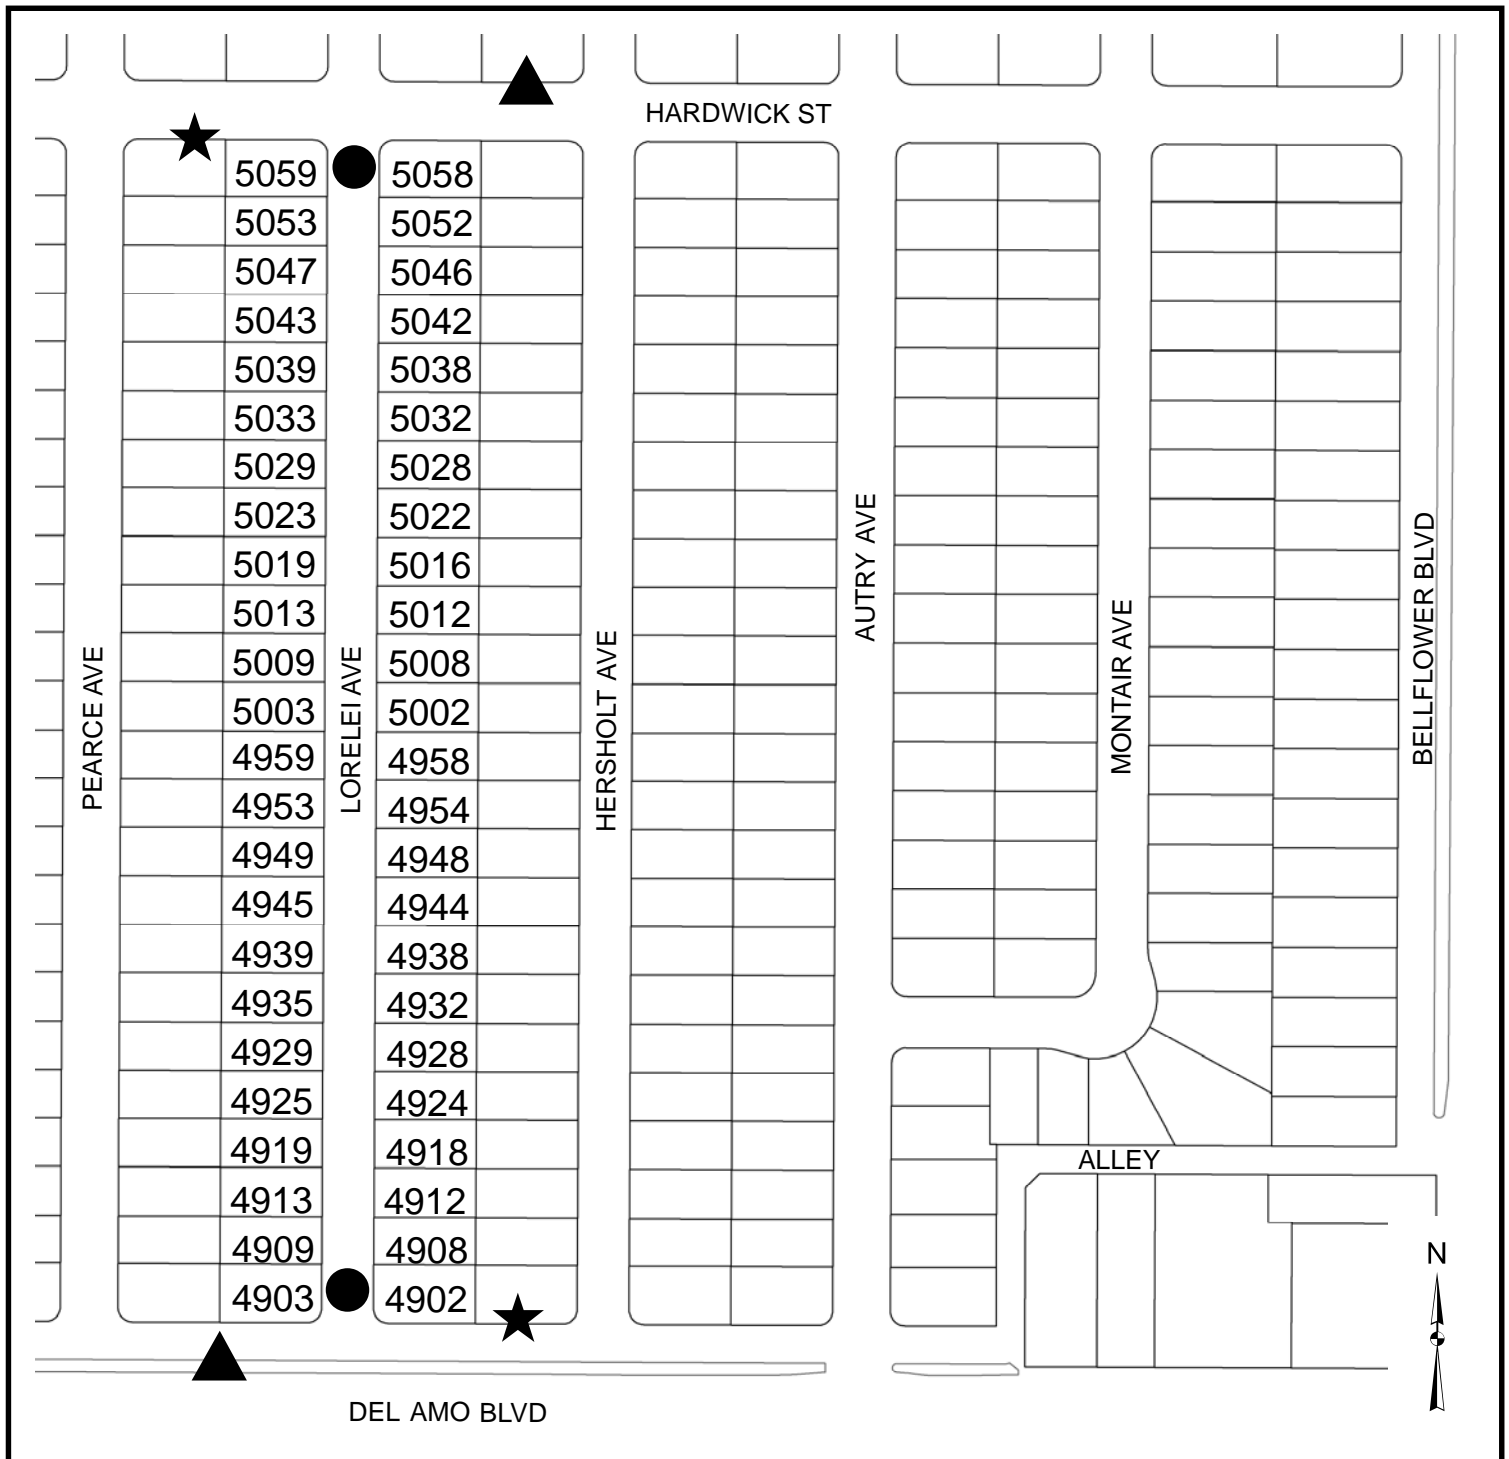 HARDWICK ST
5059 5058
5053 5052
5047 5046
5043 5042
5039 5038
5033 5032
5029 5028
5023 5022
5019 5016
5013 5012
5009 5008
5003 5002
4959 4958
4953 4954
4949 4948
4945 4944
4939 4938
4935 4932
4929 4928
4925 4924
4919 4918
4913 4912
4909 4908
4903 4902
PEARCE AVE
LORELEI AVE
HERSHOLT AVE
AUTRY AVE
MONTAIR AVE
BELLFLOWER BLVD
ALLEY
N
DEL AMO BLVD